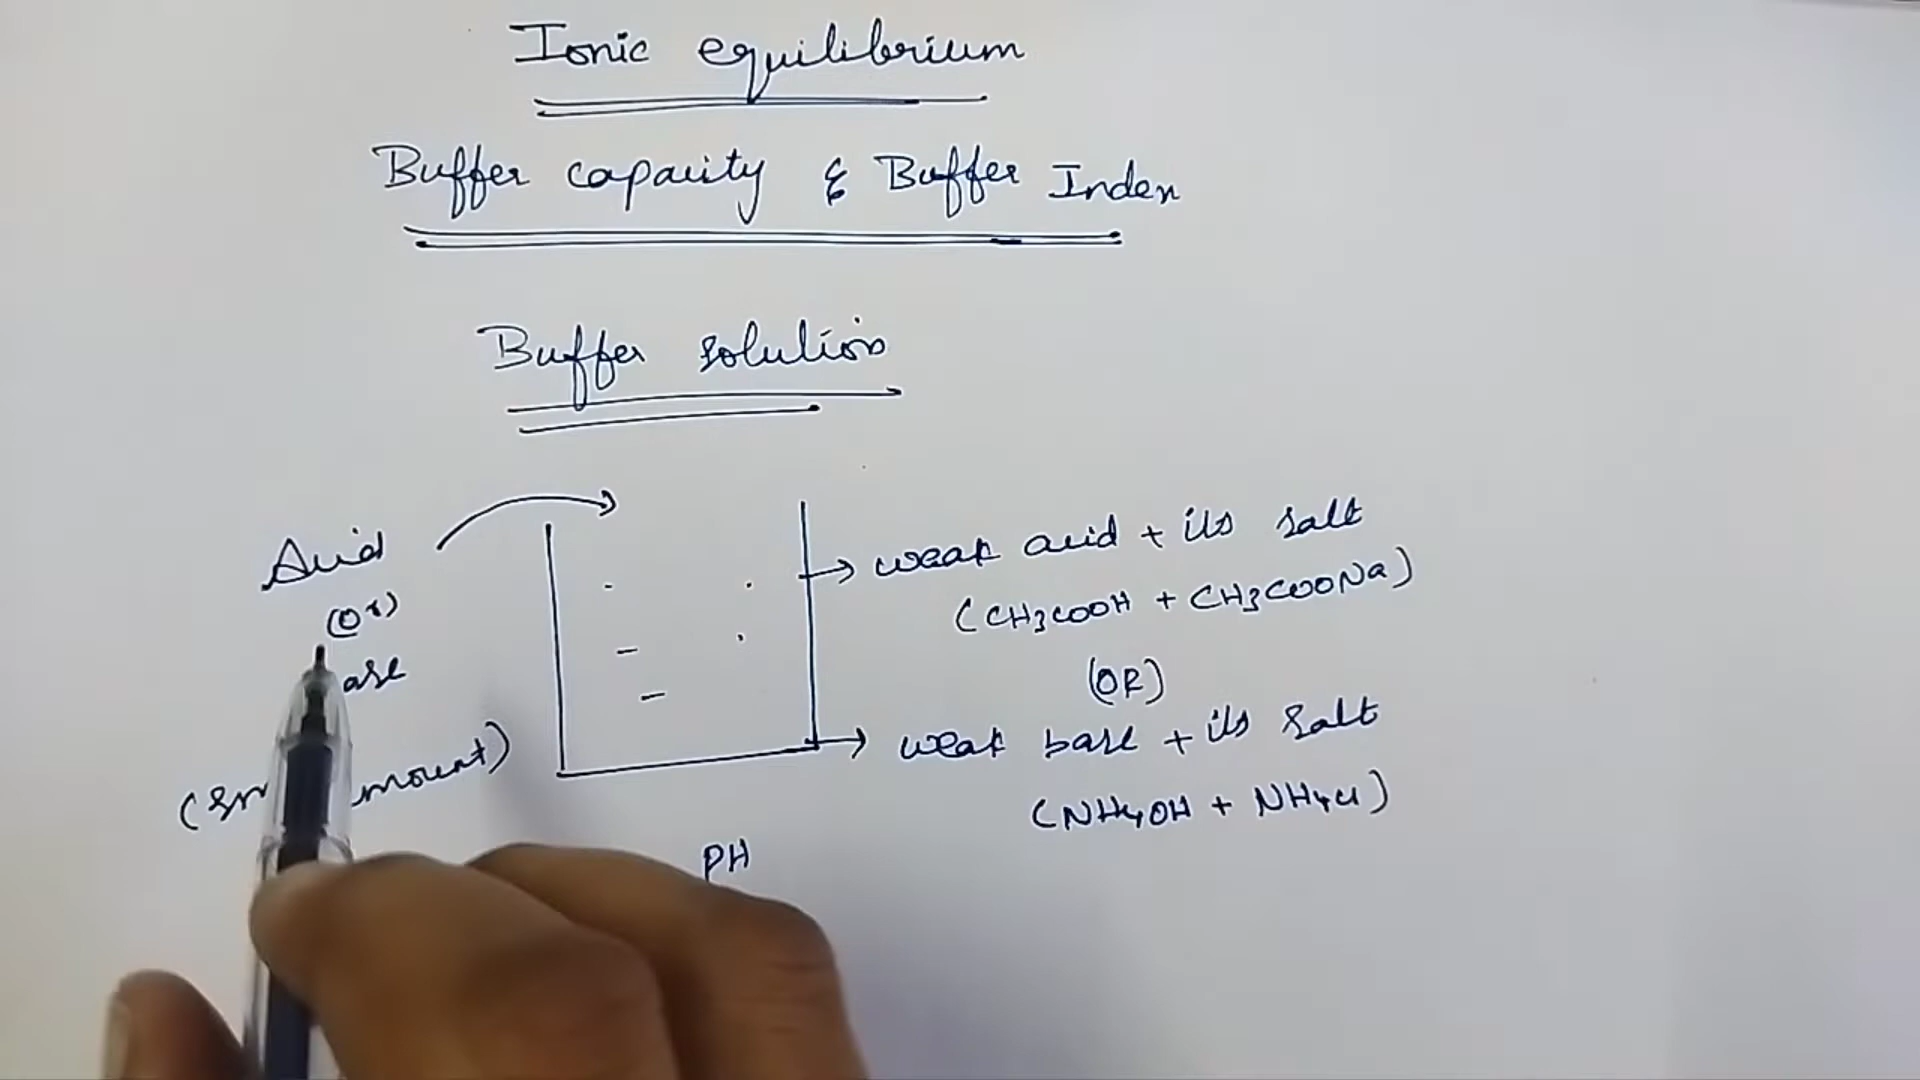 Ionic equilibrium
Buffer capacity & Buffer Index
Buffer solution
Acid
(or)
weak acid + its salt
(CH3COOH + CH3COONa)
(OR)
weak base + its salt
(NH4OH + NH4Cl)
PH